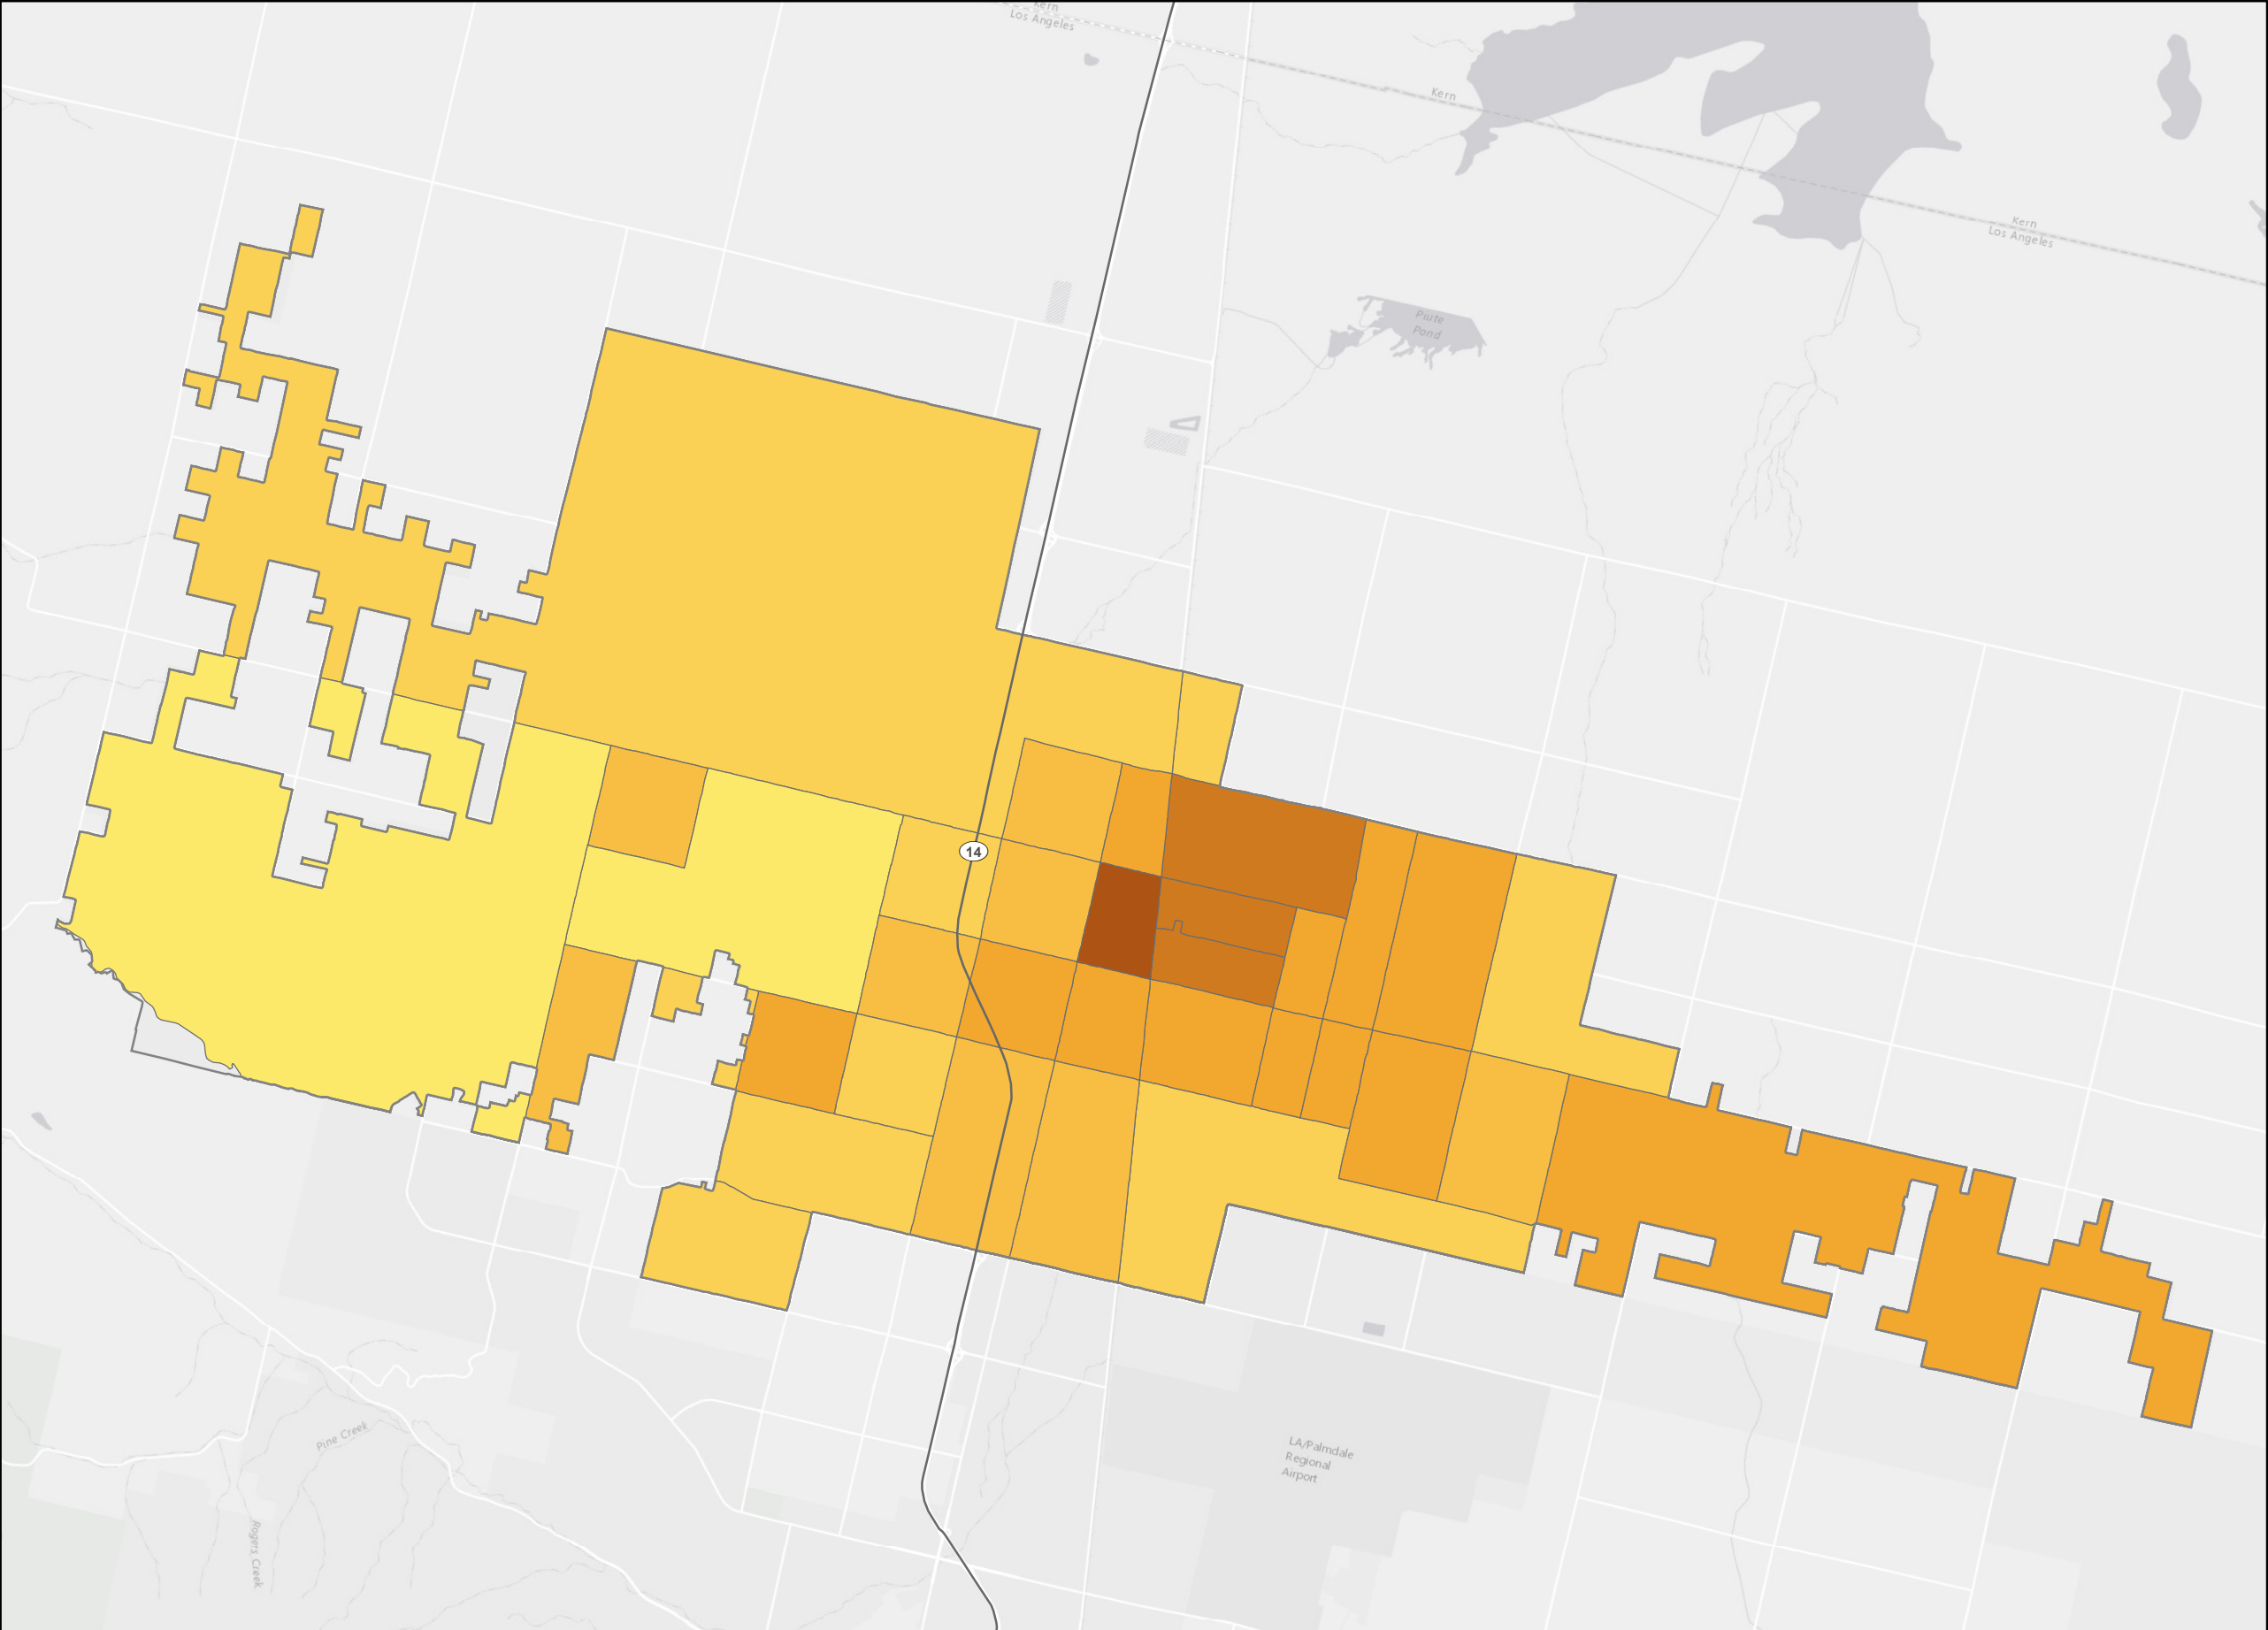 Kern
Los Angeles
Kern
Kern
Los Angeles
Piute
Pond
14
LA/Palmdale
Regional
Airport
Pine Creek
Rogers Creek